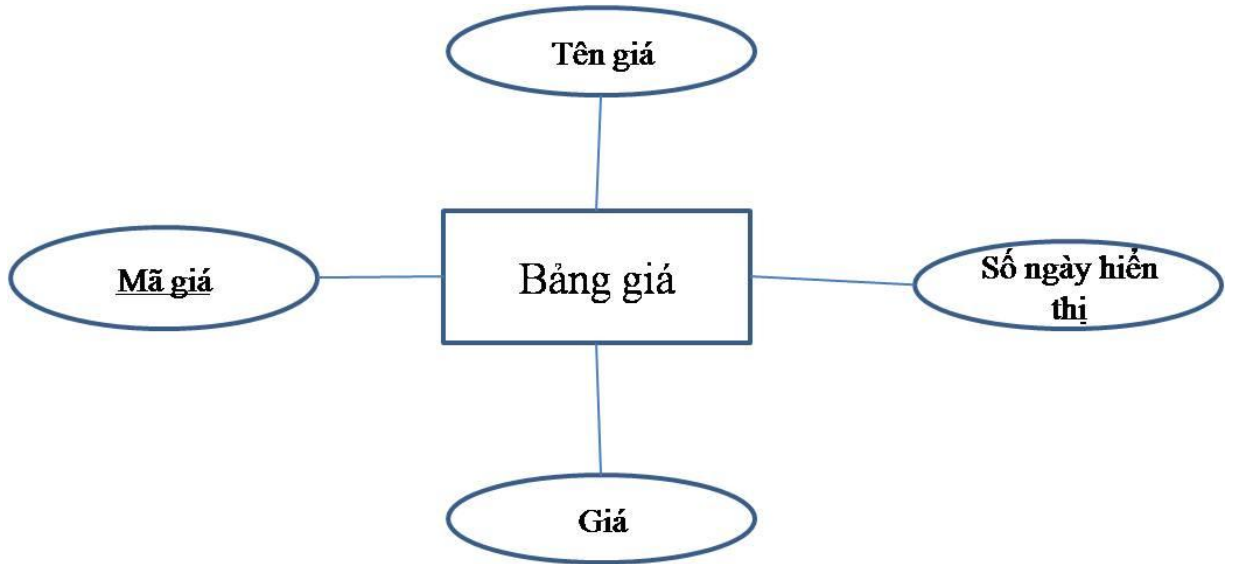 Tên giá
Mã giá
Bảng giá
Số ngày hiển
thị
Giá